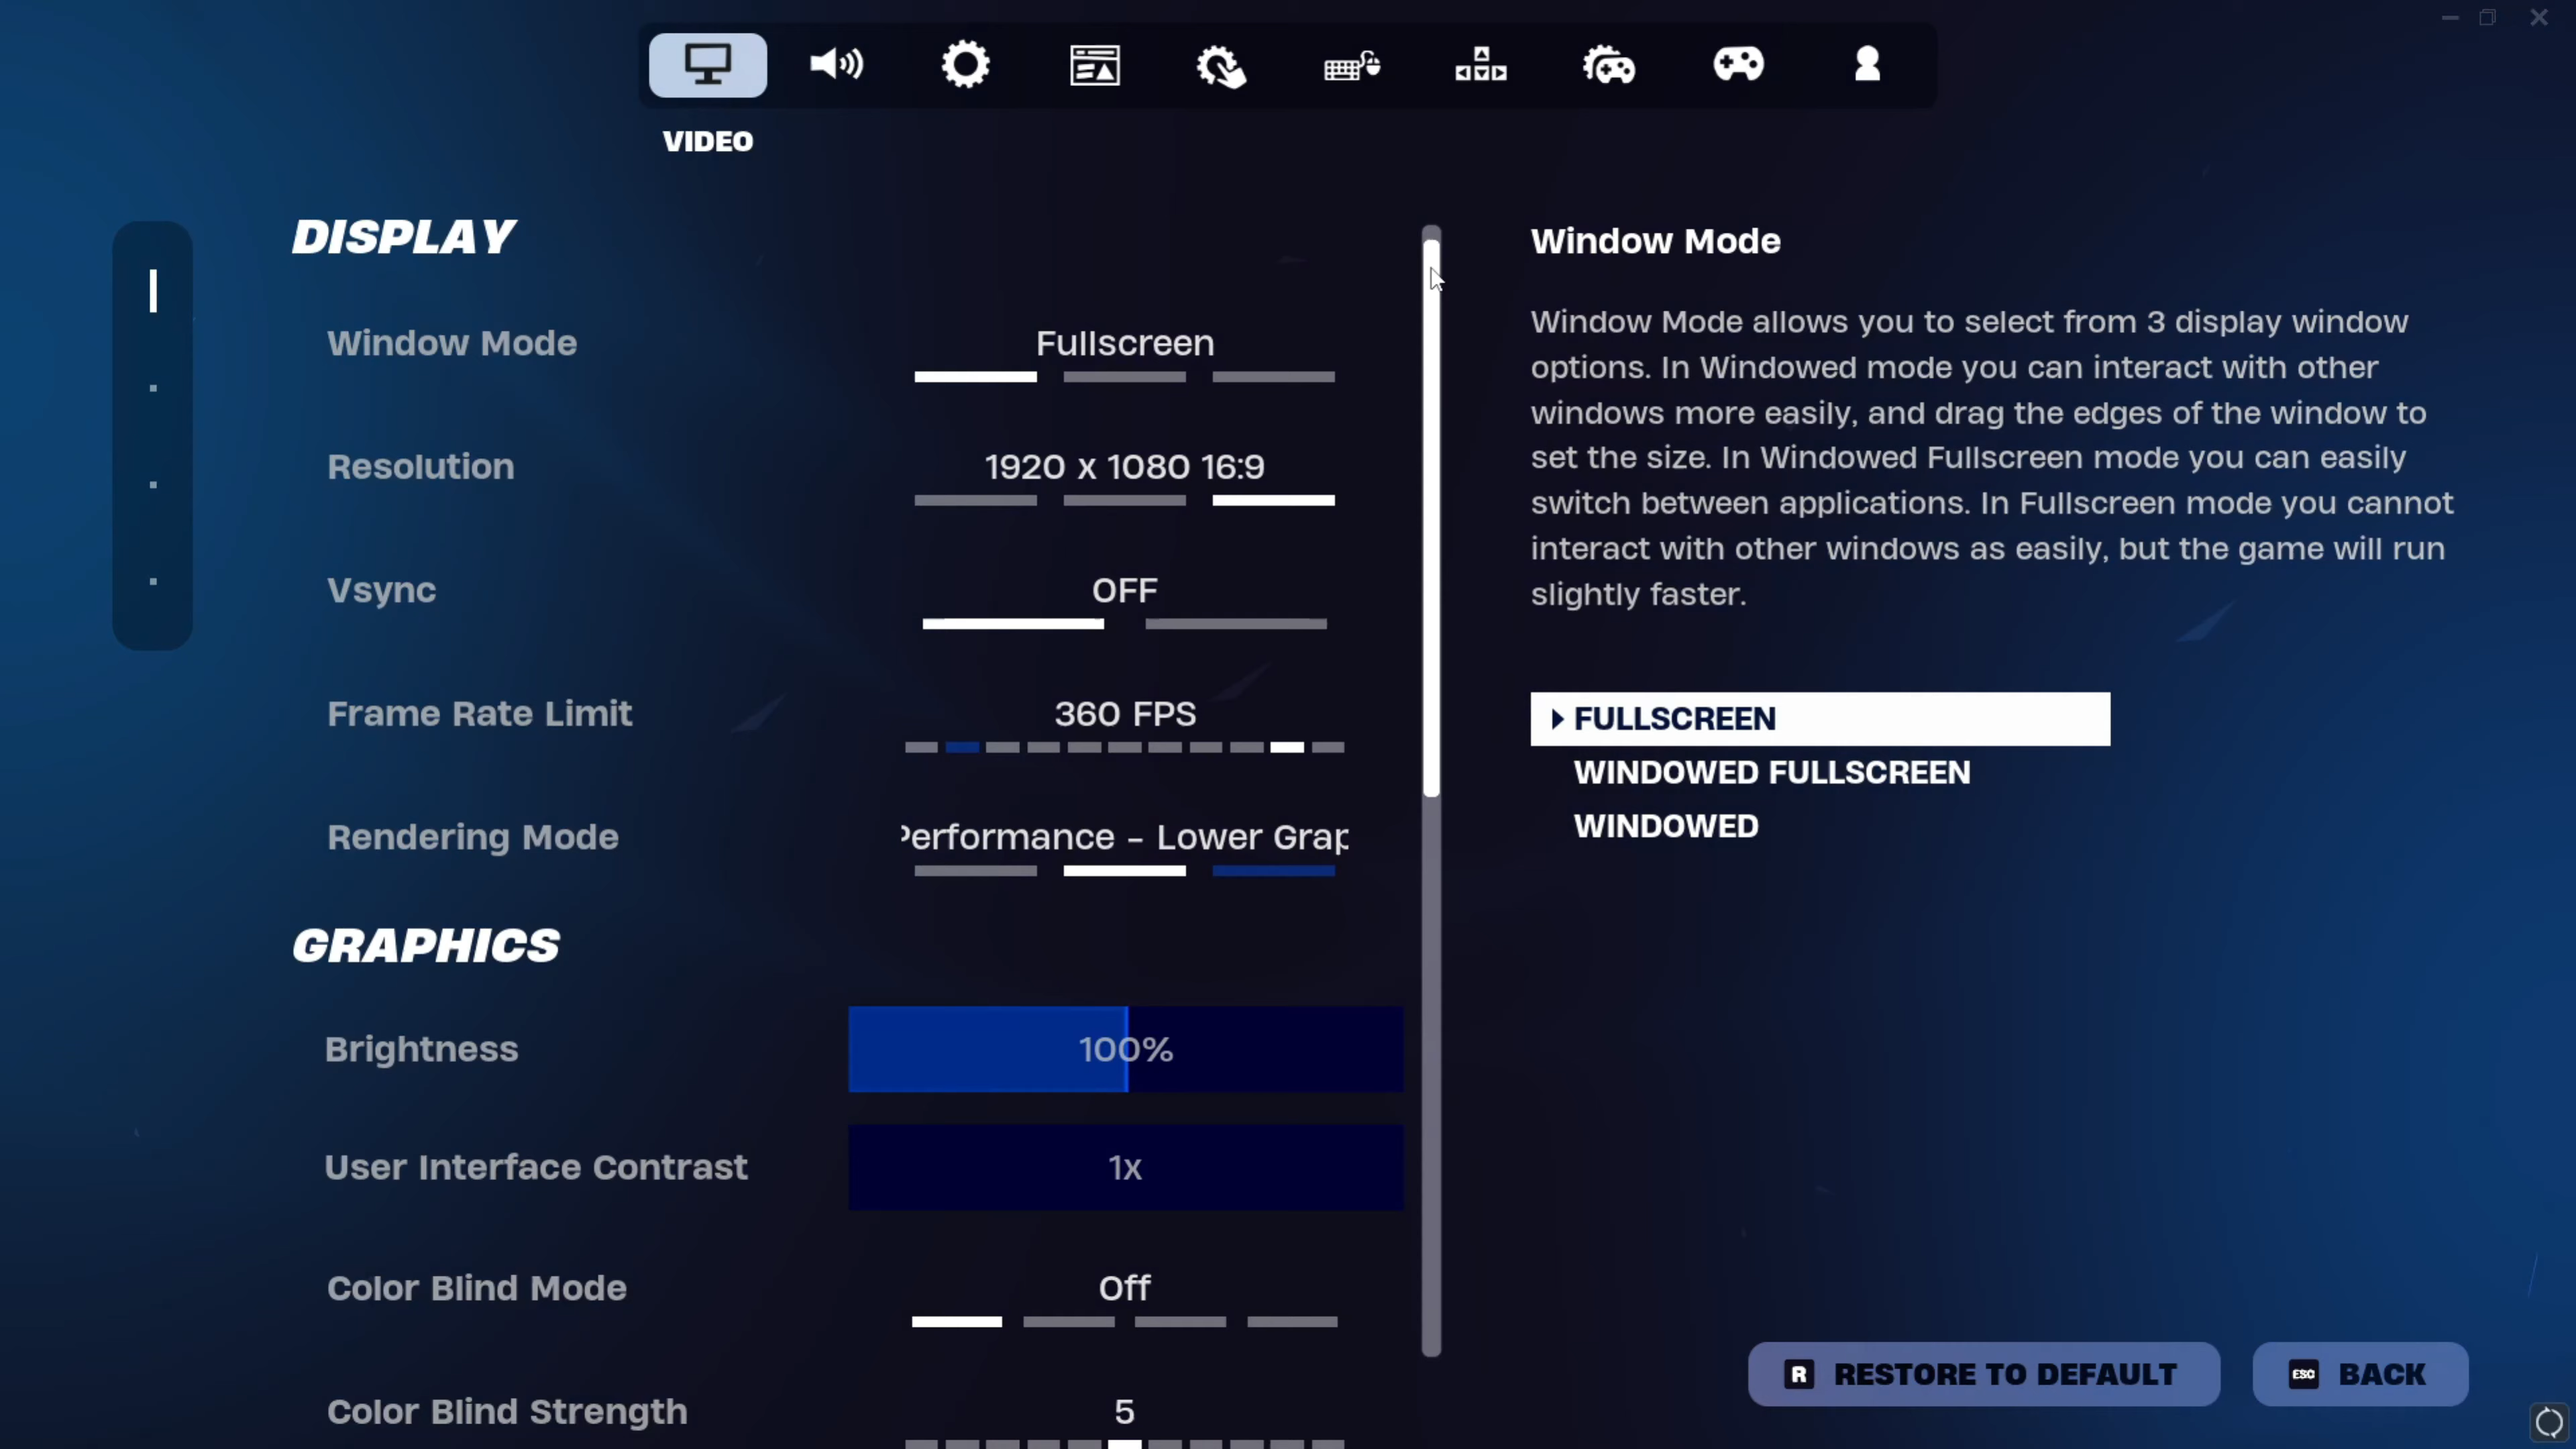 VIDEO
DISPLAY
Window Mode
Fullscreen
Resolution
1920 x 1080 16:9
Vsync
OFF
Frame Rate Limit
360 FPS
Rendering Mode
Performance - Lower Grap
GRAPHICS
Brightness
100%
User Interface Contrast
1x
Color Blind Mode
Off
Color Blind Strength
5
Window Mode
Window Mode allows you to select from 3 display window
options. In Windowed mode you can interact with other
windows more easily, and drag the edges of the window to
set the size. In Windowed Fullscreen mode you can easily
switch between applications. In Fullscreen mode you cannot
interact with other windows as easily, but the game will run
slightly faster.
FULLSCREEN
WINDOWED FULLSCREEN
WINDOWED
R RESTORE TO DEFAULT
ESC BACK